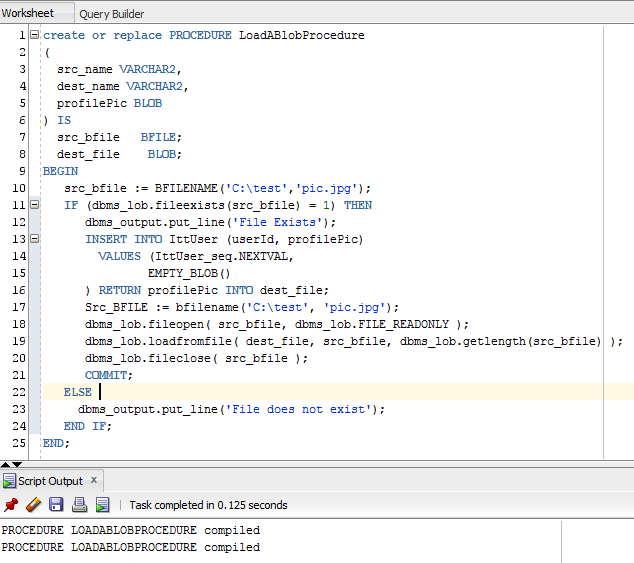 Worksheet Query Builder
1 create or replace PROCEDURE LoadABlobProcedure
2 (
3 src_name VARCHAR2,
4 dest_name VARCHAR2,
5 profilePic BLOB
6 ) IS
7 src_bfile BFILE;
8 dest_file BLOB;
9 BEGIN
10 src_bfile := BFILENAME('C:\test','pic.jpg');
11 IF (dbms_lob.fileexists(src_bfile) = 1) THEN
12 dbms_output.put_line('File Exists');
13 INSERT INTO IttUser (userId, profilePic)
14 VALUES (IttUser_seq.NEXTVAL,
15 EMPTY_BLOB()
16 ) RETURN profilePic INTO dest_file;
17 Src_BFILE := bfilename('C:\test', 'pic.jpg');
18 dbms_lob.fileopen( src_bfile, dbms_lob.FILE_READONLY );
19 dbms_lob.loadfromfile( dest_file, src_bfile, dbms_lob.getlength(src_bfile) );
20 dbms_lob.fileclose( src_bfile );
21 COMMIT;
22 ELSE
23 dbms_output.put_line('File does not exist');
24 END IF;
25 END;
Script Output x
Task completed in 0.125 seconds
PROCEDURE LOADABLOBPROCEDURE compiled
PROCEDURE LOADABLOBPROCEDURE compiled